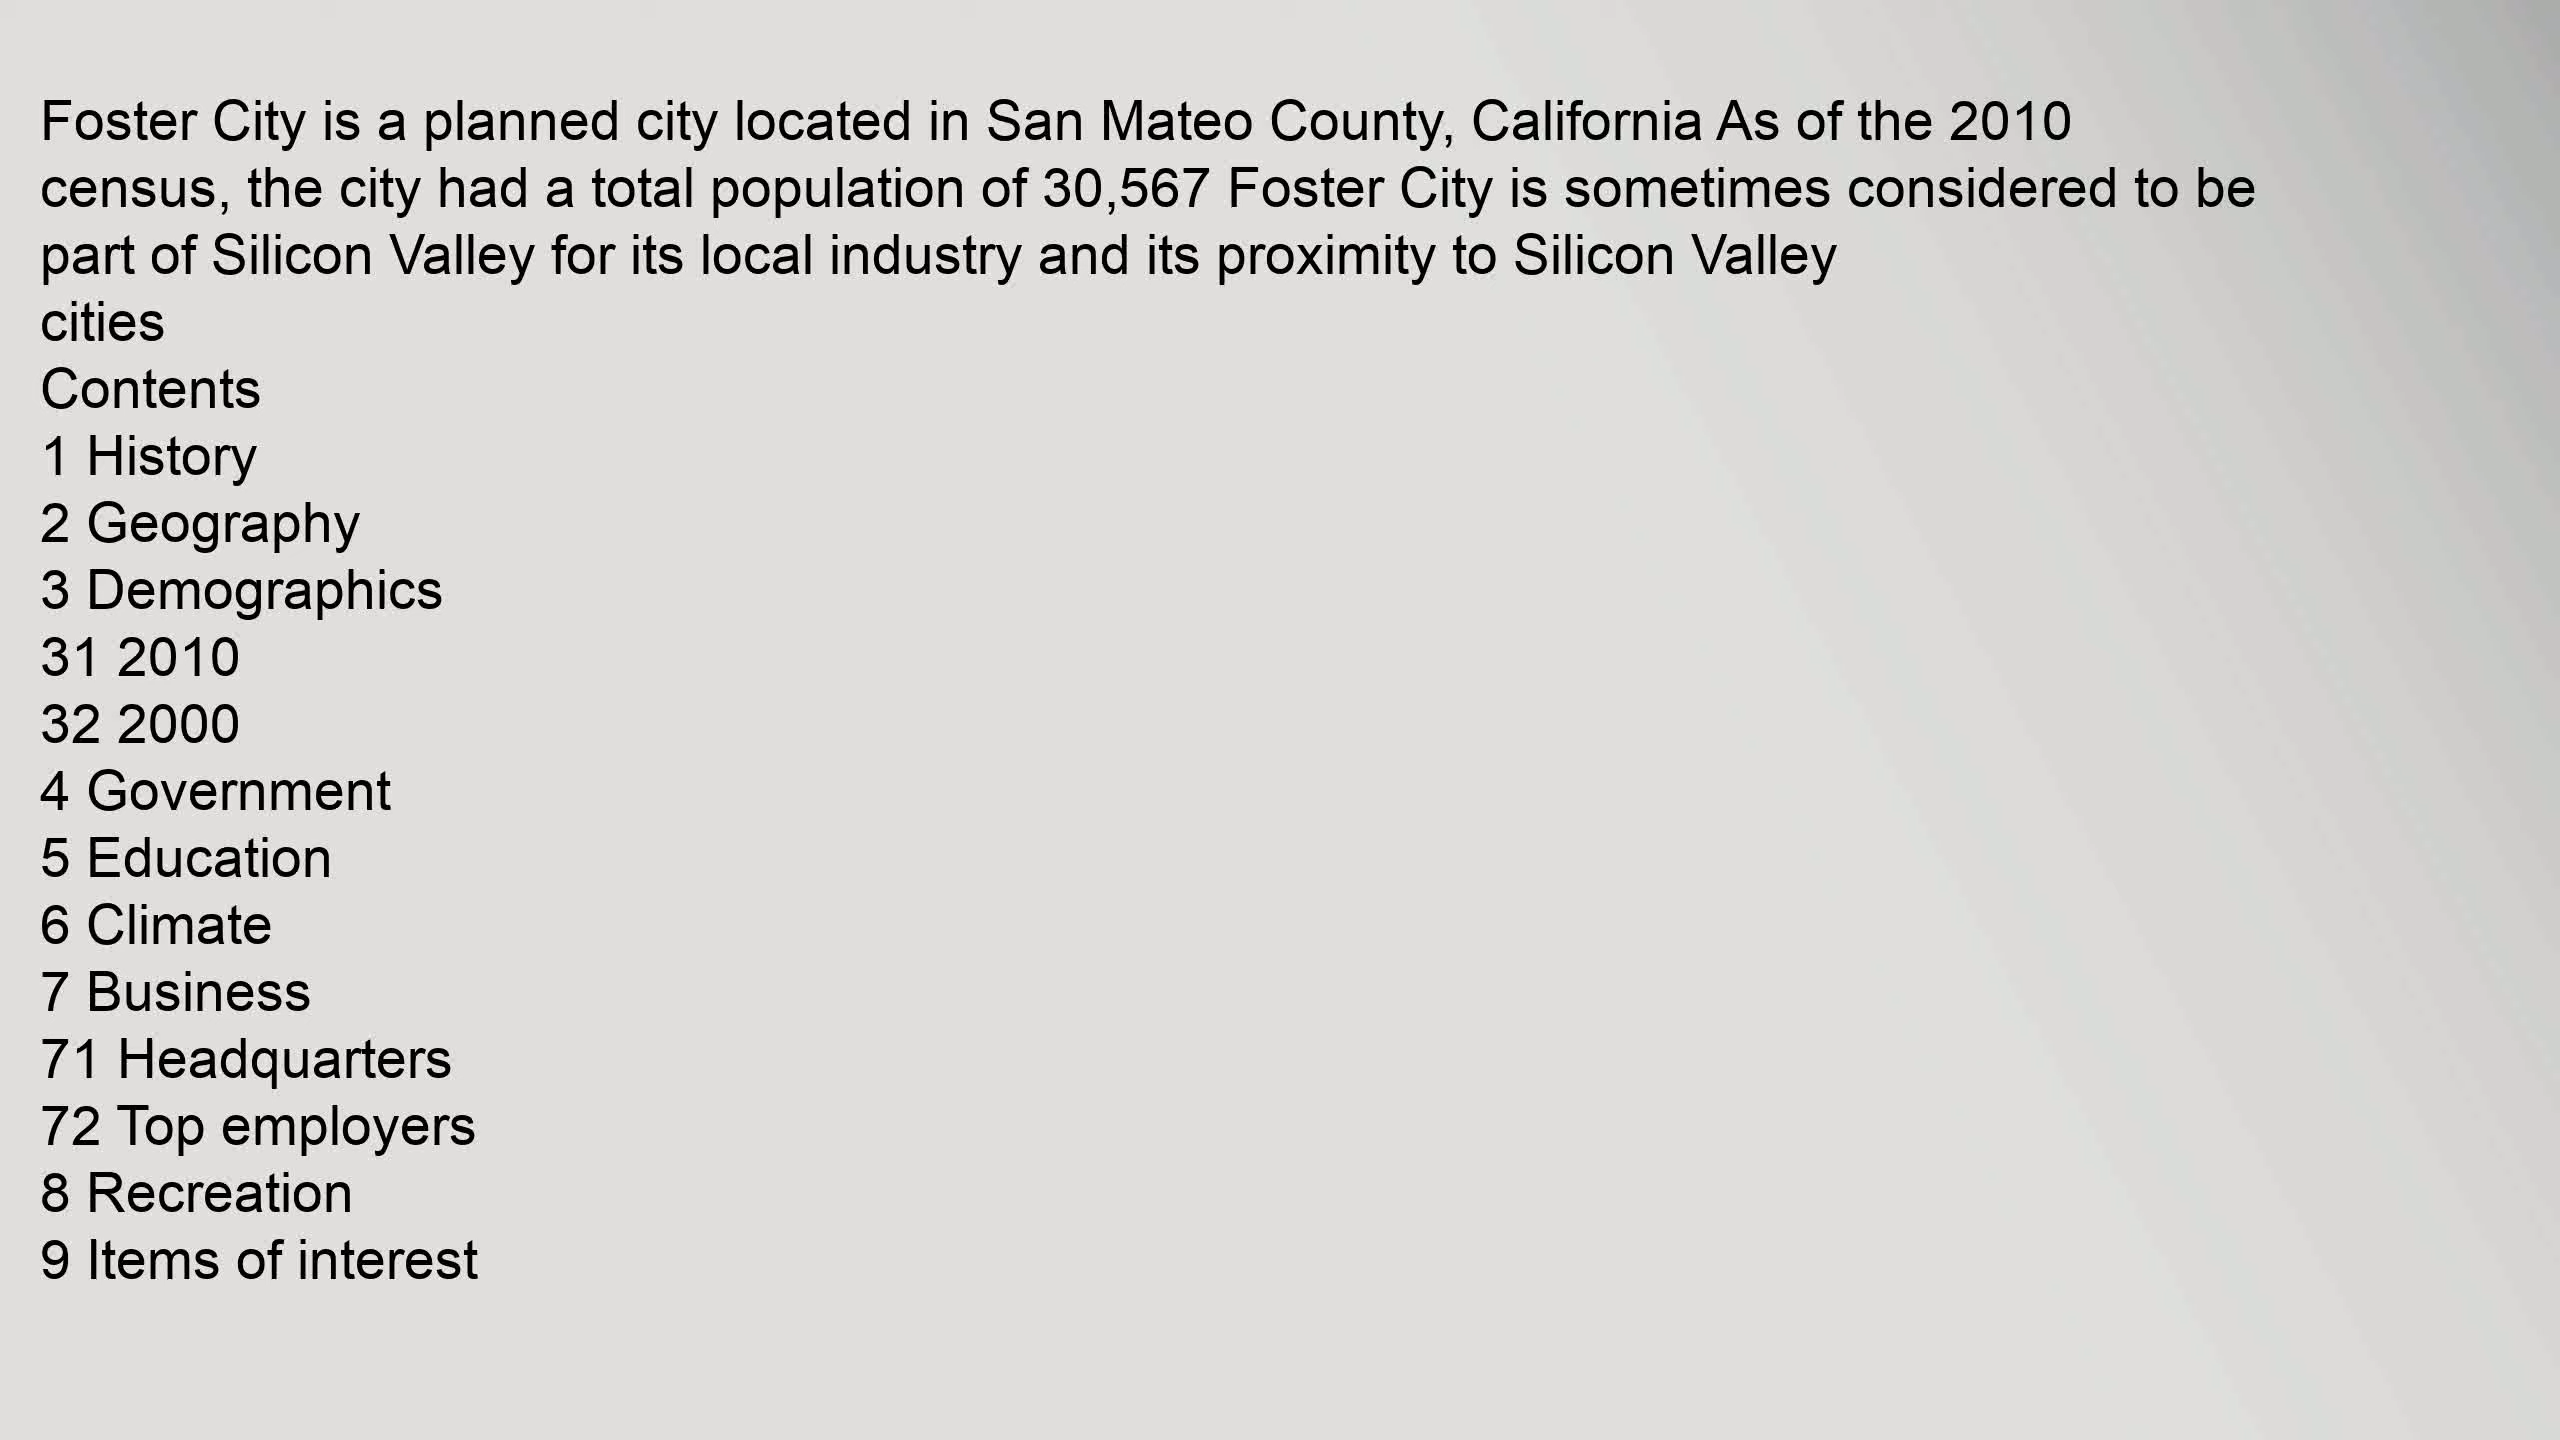 Foster City is a planned city located in San Mateo County, California As of the 2010
census, the city had a total population of 30,567 Foster City is sometimes considered to be
part of Silicon Valley for its local industry and its proximity to Silicon Valley
cities
Contents
1 History
2 Geography
3 Demographics
31 2010
32 2000
4 Government
5 Education
6 Climate
7 Business
71 Headquarters
72 Top employers
8 Recreation
9 Items of interest